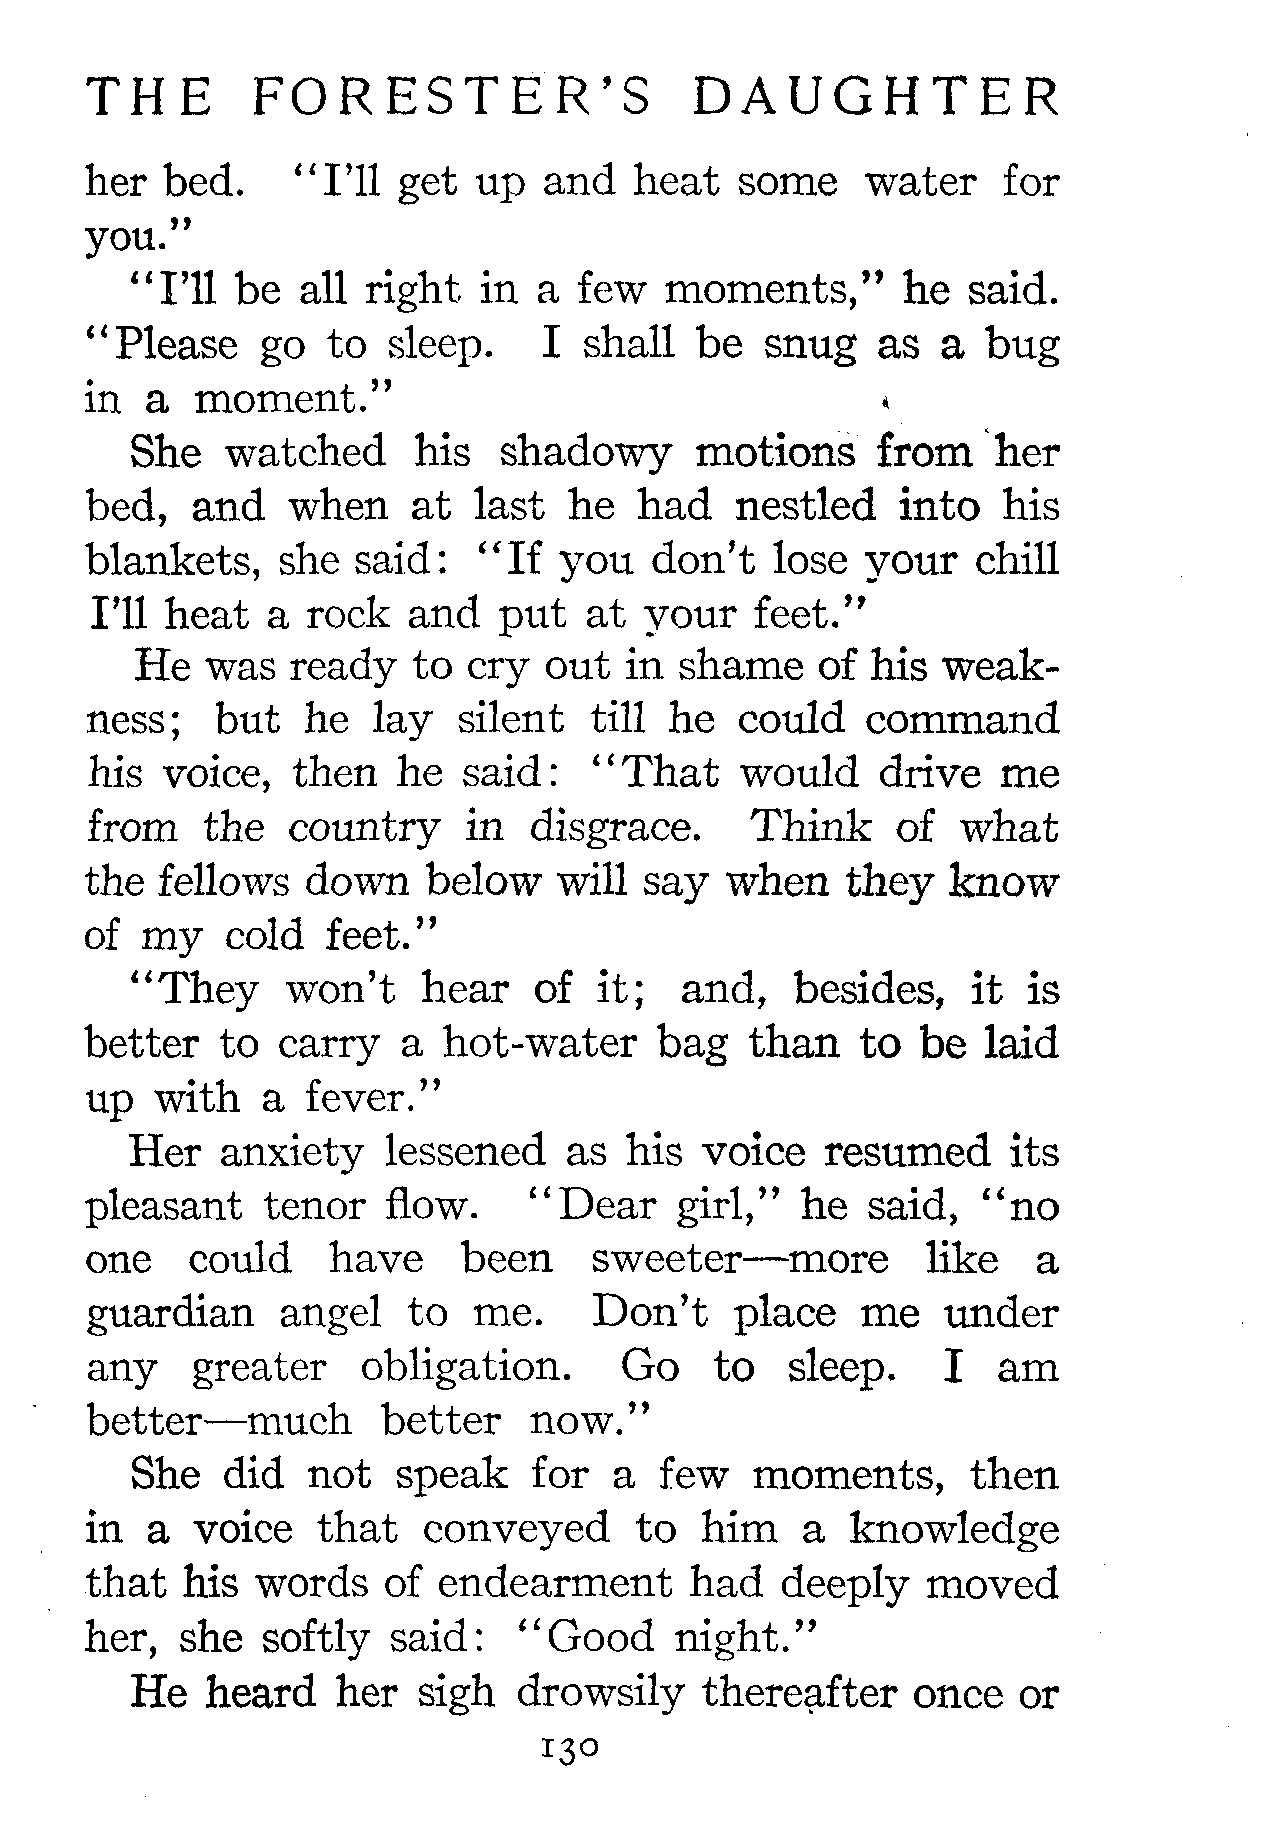 THE FORESTER'S DAUGHTER
her bed. "I'll get up and heat some water for
you."
"I'll be all right in a few moments," he said.
"Please go to sleep. I shall be snug as a bug
in a moment."
She watched his shadowy motions from her
bed, and when at last he had nestled into his
blankets, she said: "If you don't lose your chill
I'll heat a rock and put at your feet."
He was ready to cry out in shame of his weak-
ness; but he lay silent till he could command
his voice, then he said: "That would drive me
from the country in disgrace. Think of what
the fellows down below will say when they know
of my cold feet."
"They won't hear of it; and, besides, it is
better to carry a hot-water bag than to be laid
up with a fever."
Her anxiety lessened as his voice resumed its
pleasant tenor flow. "Dear girl," he said, "no
one could have been sweeter—more like a
guardian angel to me. Don't place me under
any greater obligation. Go to sleep. I am
better—much better now."
She did not speak for a few moments, then
in a voice that conveyed to him a knowledge
that his words of endearment had deeply moved
her, she softly said: "Good night."
He heard her sigh drowsily thereafter once or
130